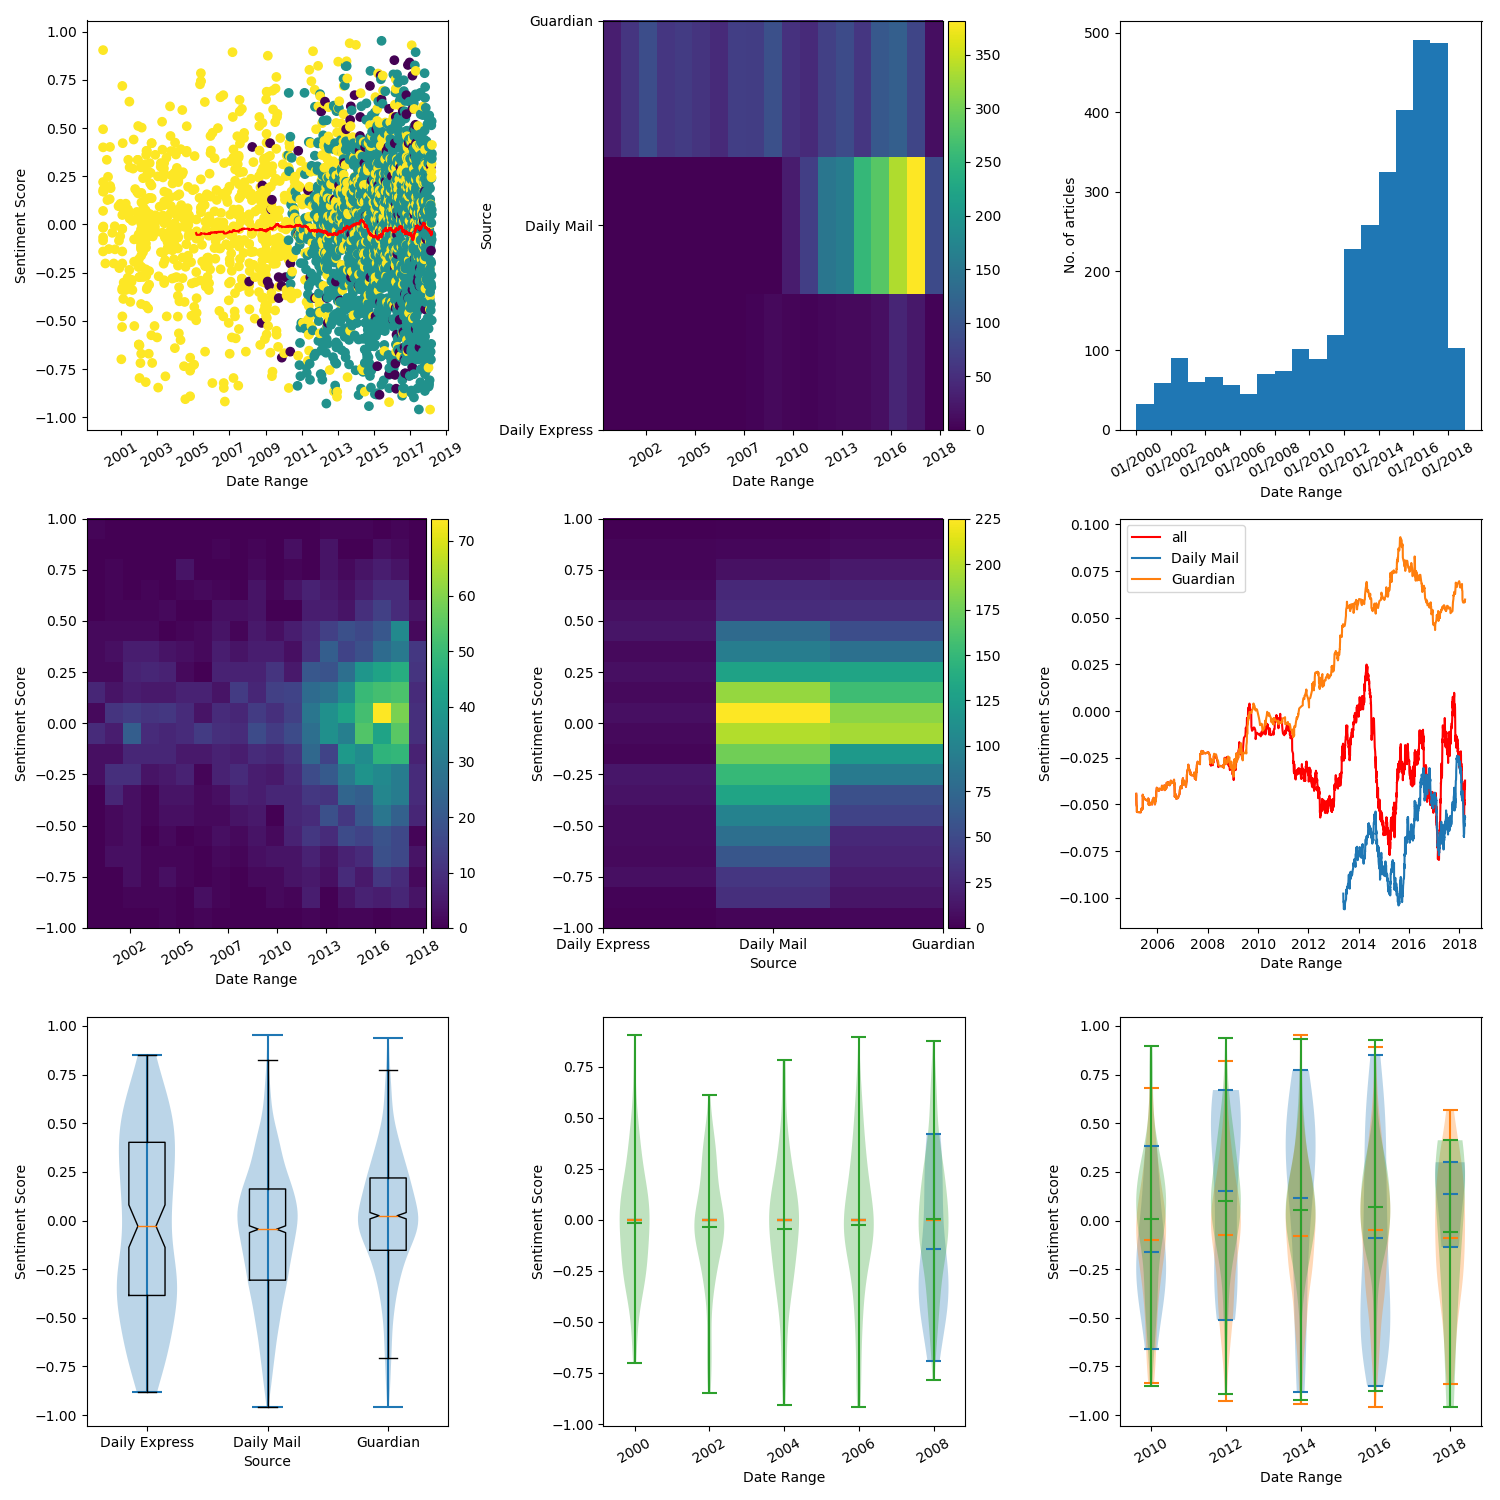 1.00
0.75
0.50
0.25
0.00
−0.25
−0.50
−0.75
−1.00
Sentiment Score
2001 2003 2005 2007 2009 2011 2013 2015 2017 2019
Date Range
Guardian
Daily Mail
Daily Express
Source
2002 2005 2007 2010 2013 2016 2018
Date Range
350
300
250
200
150
100
50
0
500
400
300
200
100
0
No. of articles
01/2000 01/2002 01/2004 01/2006 01/2008 01/2010 01/2012 01/2014 01/2016 01/2018
Date Range
1.00
0.75
0.50
0.25
0.00
−0.25
−0.50
−0.75
−1.00
Sentiment Score
2002 2005 2007 2010 2013 2016 2018
Date Range
70
60
50
40
30
20
10
0
1.00
0.75
0.50
0.25
0.00
−0.25
−0.50
−0.75
−1.00
Sentiment Score
Daily Express Daily Mail Guardian
Source
225
200
175
150
125
100
75
50
25
0
0.100
0.075
0.050
0.025
0.000
−0.025
−0.050
−0.075
−0.100
Sentiment Score
all
Daily Mail
Guardian
2006 2008 2010 2012 2014 2016 2018
Date Range
1.00
0.75
0.50
0.25
0.00
−0.25
−0.50
−0.75
−1.00
Sentiment Score
Daily Express Daily Mail Guardian
Source
0.75
0.50
0.25
0.00
−0.25
−0.50
−0.75
−1.00
Sentiment Score
2000 2002 2004 2006 2008
Date Range
1.00
0.75
0.50
0.25
0.00
−0.25
−0.50
−0.75
−1.00
Sentiment Score
2010 2012 2014 2016 2018
Date Range